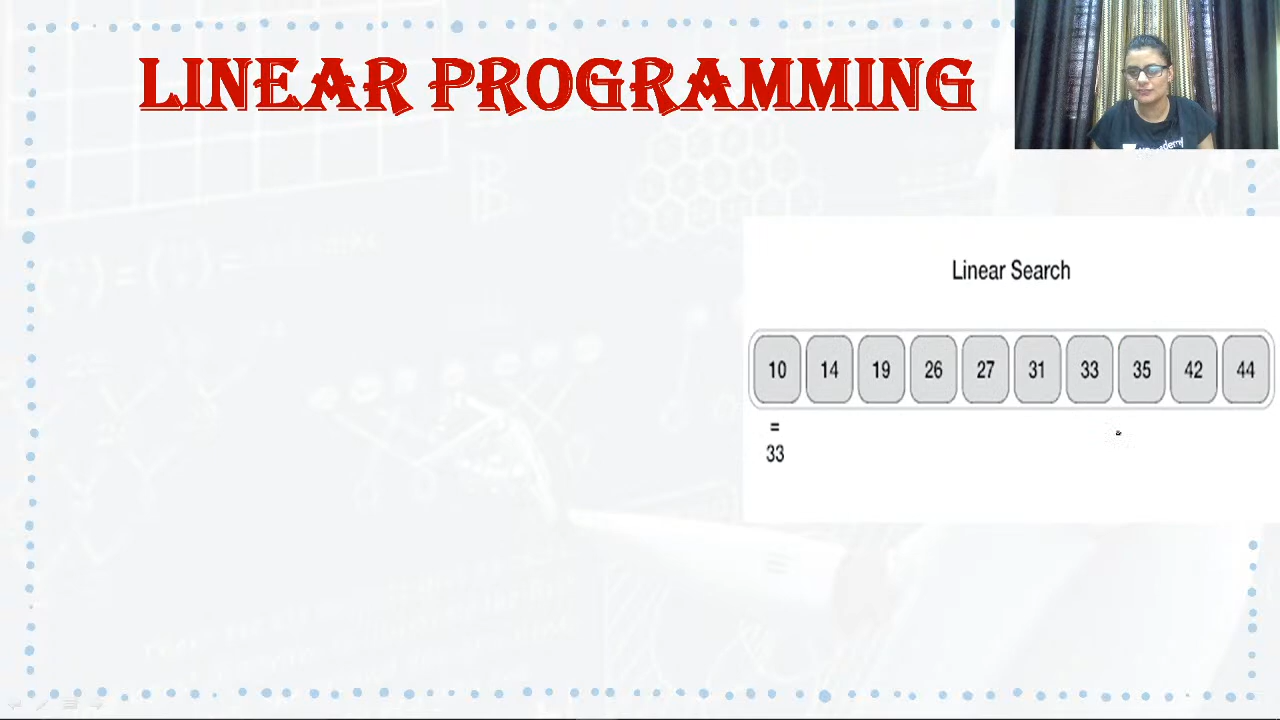 LINEAR PROGRAMMING
Linear Search
10 14 19 26 27 31 33 35 42 44
=
33